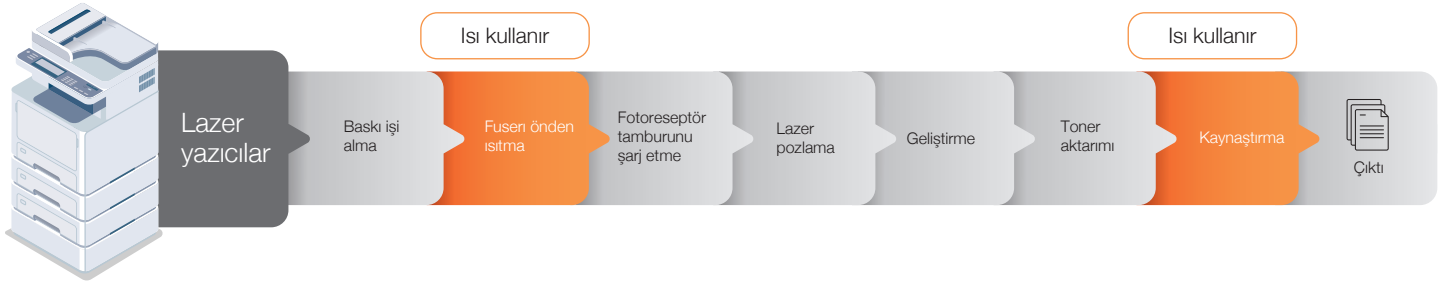 Isı kullanır
Isı kullanır
Lazer
yazıcılar
Baskı işi
alma
Fuserı önden
ısıtma
Fotoreseptör
tamburunu
şarj etme
Lazer
pozlama
Geliştirme
Toner
aktarımı
Kaynaştırma
Çıktı